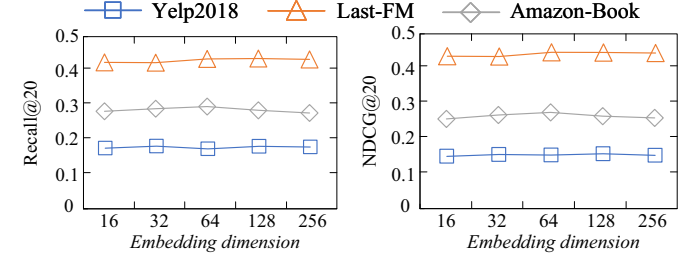 Yelp2018 Last-FM Amazon-Book
Recall@20
0.5
0.4
0.3
0.2
0.1
0
16 32 64 128 256
Embedding dimension
NDCG@20
0.5
0.4
0.3
0.2
0.1
0
16 32 64 128 256
Embedding dimension